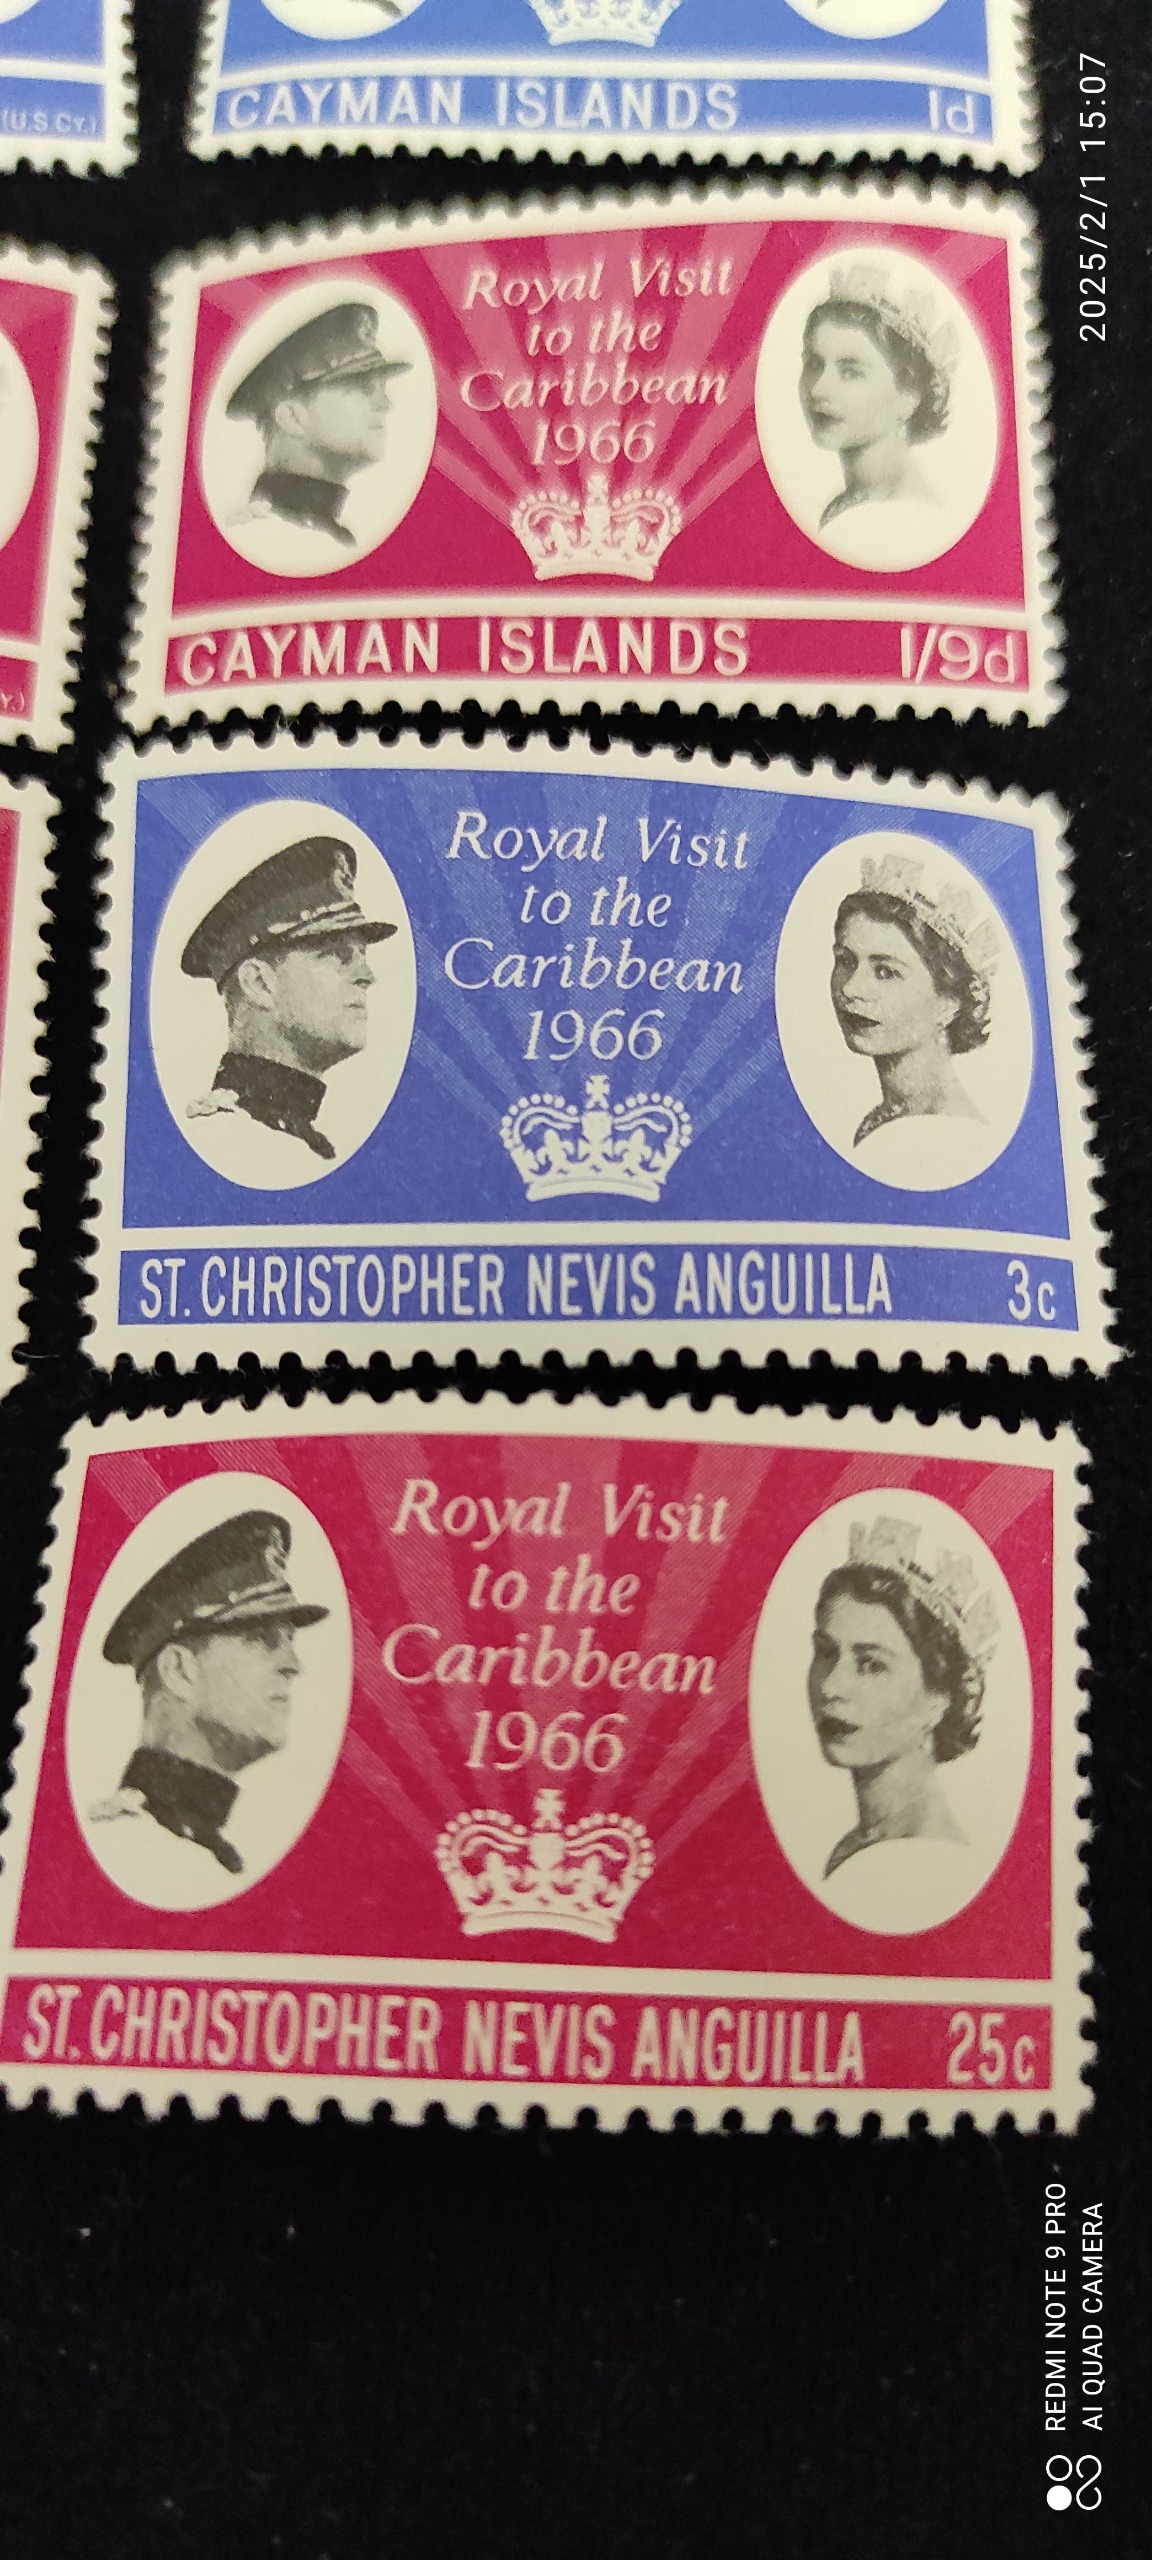 (U.S CY.)
CAYMAN ISLANDS 1d
2025/2/1 15:07
Royal Visit
to the
Caribbean
1966
CAYMAN ISLANDS 1/9d
Y.)
Royal Visit
to the
Caribbean
1966
ST. CHRISTOPHER NEVIS ANGUILLA 3c
Royal Visit
to the
Caribbean
1966
ST. CHRISTOPHER NEVIS ANGUILLA 25c
REDMI NOTE 9 PRO
AI QUAD CAMERA